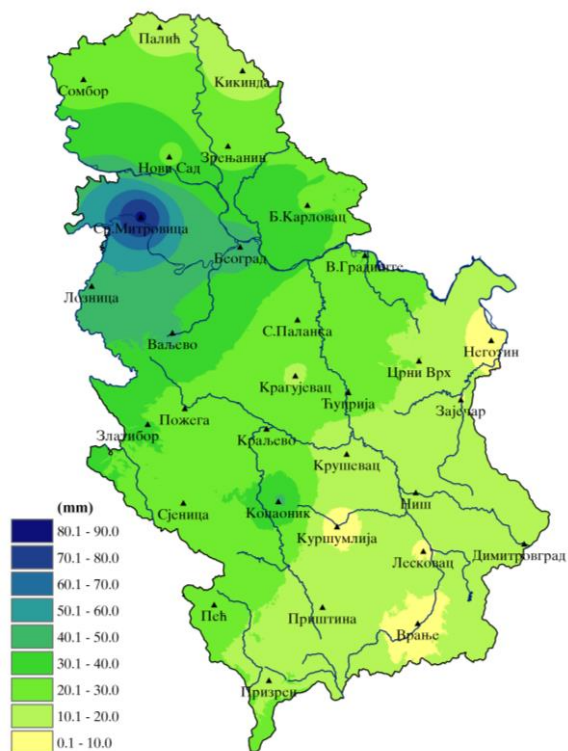 Палић
Кикинда
Сомбор
Зрењанин
Нови Сад
Б.Карловац
Ср.Митровица
Београд
В.Градиште
Лозница
С.Паланка
Ваљево
Неготин
Црни Врх
Крагујевац
Ћуприја
Зајечар
Пожега
Златибор
Краљево
Крушевац
(mm)
Сјеница
Копаоник
Ниш
80.1 - 90.0
Куршумлија
70.1 - 80.0
Лесковац
Димитровград
60.1 - 70.0
50.1 - 60.0
Пећ
Приштина
40.1 - 50.0
Врање
30.1 - 40.0
20.1 - 30.0
Призрен
10.1 - 20.0
0.1 - 10.0